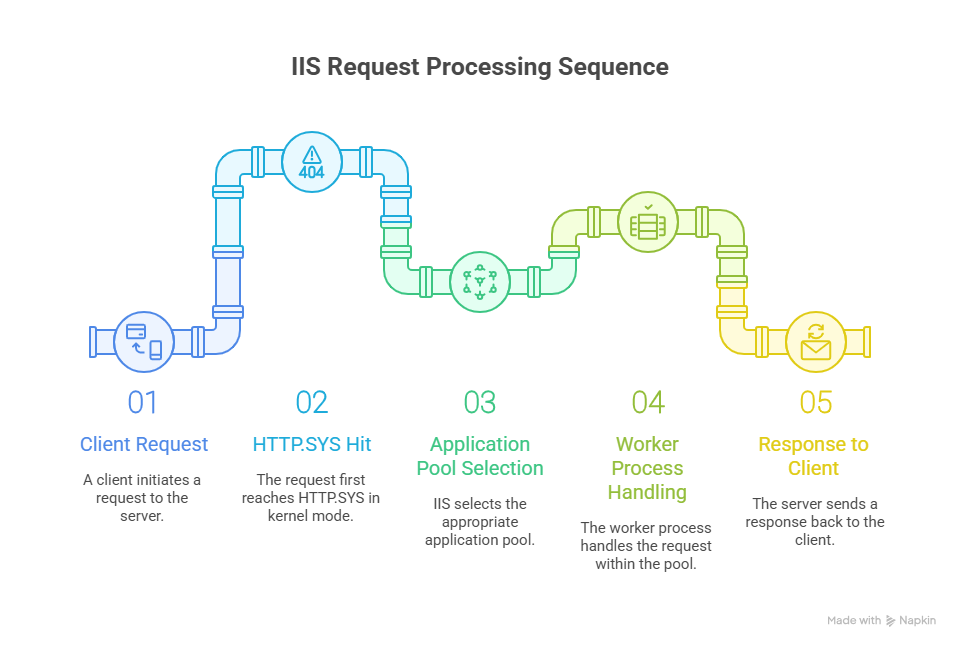 IIS Request Processing Sequence
404
01
Client Request
A client initiates a
request to the
server.
02
HTTP.SYS Hit
The request first
reaches HTTP.SYS in
kernel mode.
03
Application
Pool Selection
IIS selects the
appropriate
application pool.
04
Worker
Process
Handling
The worker process
handles the request
within the pool.
05
Response to
Client
The server sends a
response back to the
client.
Made with Napkin